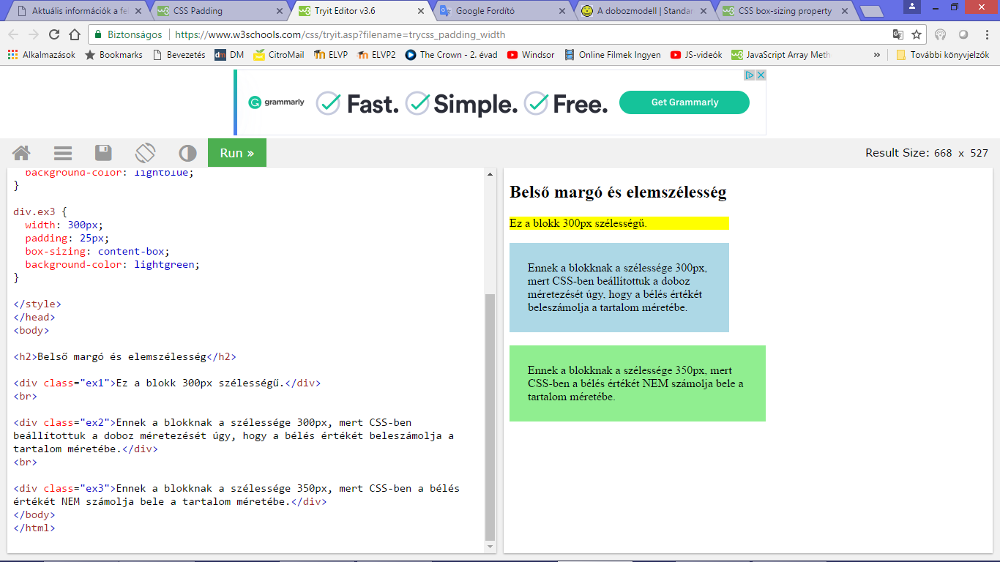 Aktuális információk a fel
CSS Padding
Tryit Editor v3.6
Google Fordító
A dobozmodell | Standar
CSS box-sizing property
Biztonságos
https://www.w3schools.com/css/tryit.asp?filename=trycss_padding_width
Alkalmazások
Bookmarks
Bevezetés
dm DM
CitroMail
ELVP
ELVP2
The Crown - 2. évad
Windsor
Online Filmek Ingyen
JS-videók
JavaScript Array Meth
»
További könyvjelzők
grammarly
Fast. Simple. Free.
Get Grammarly
Run »
Result Size: 668 x 527
background-color: lightblue;
}
div.ex3 {
width: 300px;
padding: 25px;
box-sizing: content-box;
background-color: lightgreen;
}
</style>
</head>
<body>
<h2>Belső margó és elemszélesség</h2>
<div class="ex1">Ez a blokk 300px szélességű.</div>
<br>
<div class="ex2">Ennek a blokknak a szélessége 300px, mert CSS-ben
beállítottuk a doboz méretezését úgy, hogy a bélés értékét beleszámolja a
tartalom méretébe.</div>
<br>
<div class="ex3">Ennek a blokknak a szélessége 350px, mert CSS-ben a bélés
értékét NEM számolja bele a tartalom méretébe.</div>
</body>
</html>
Belső margó és elemszélesség
Ez a blokk 300px szélességű.
Ennek a blokknak a szélessége 300px,
mert CSS-ben beállítottuk a doboz
méretezését úgy, hogy a bélés értékét
beleszámolja a tartalom méretébe.
Ennek a blokknak a szélessége 350px, mert
CSS-ben a bélés értékét NEM számolja bele a
tartalom méretébe.